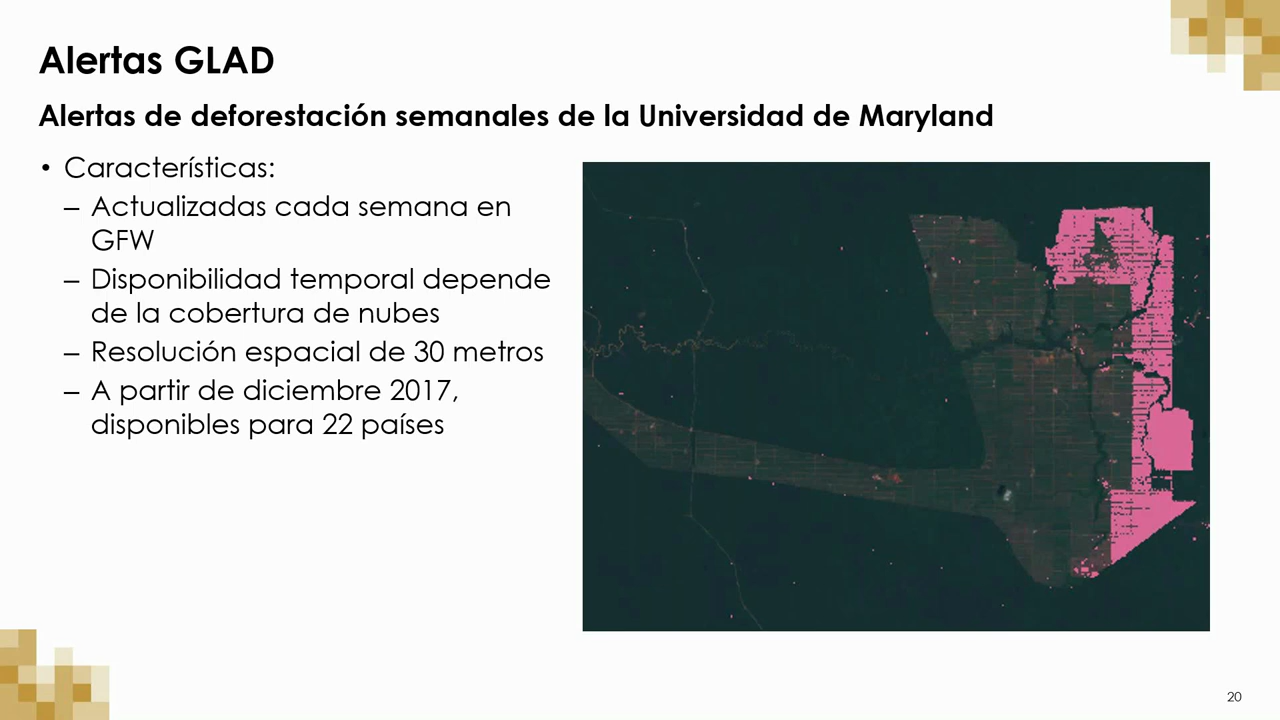 Alertas GLAD
Alertas de deforestación semanales de la Universidad de Maryland
• Características:
– Actualizadas cada semana en
GFW
– Disponibilidad temporal depende
de la cobertura de nubes
– Resolución espacial de 30 metros
– A partir de diciembre 2017,
disponibles para 22 países
20